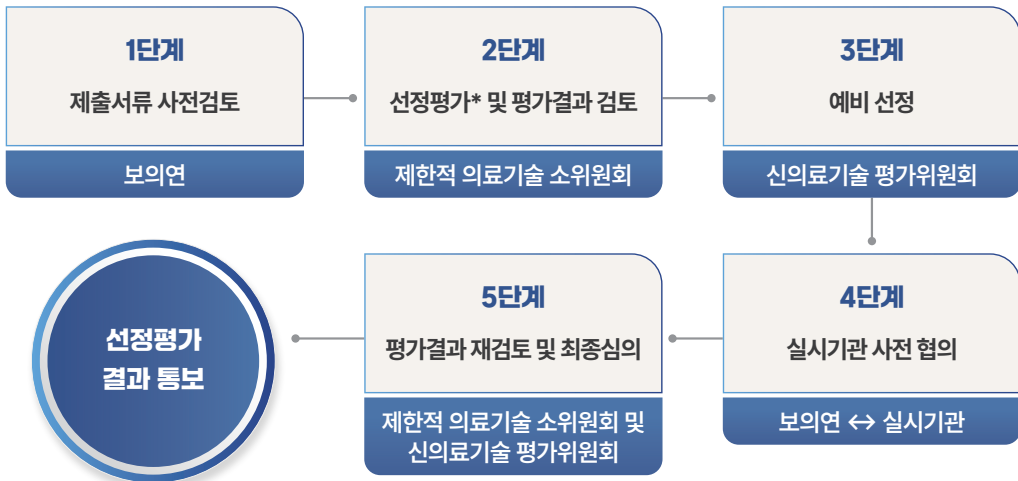 1단계
제출서류 사전검토
보의연
2단계
선정평가* 및 평가결과 검토
제한적 의료기술 소위원회
3단계
예비 선정
신의료기술 평가위원회
4단계
실시기관 사전 협의
보의연 ↔ 실시기관
5단계
평가결과 재검토 및 최종심의
제한적 의료기술 소위원회 및
신의료기술 평가위원회
선정평가
결과 통보